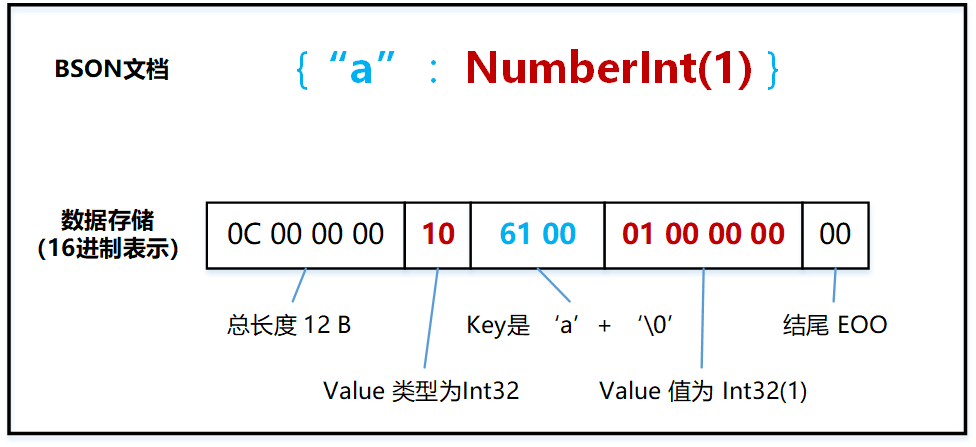 BSON文档
{ “a” : NumberInt(1) }
数据存储
(16进制表示)
0C 00 00 00 10 61 00 01 00 00 00 00
总长度 12 B
Key是 ‘a’ + ‘\0’
结尾 EOO
Value 类型为Int32
Value 值为 Int32(1)